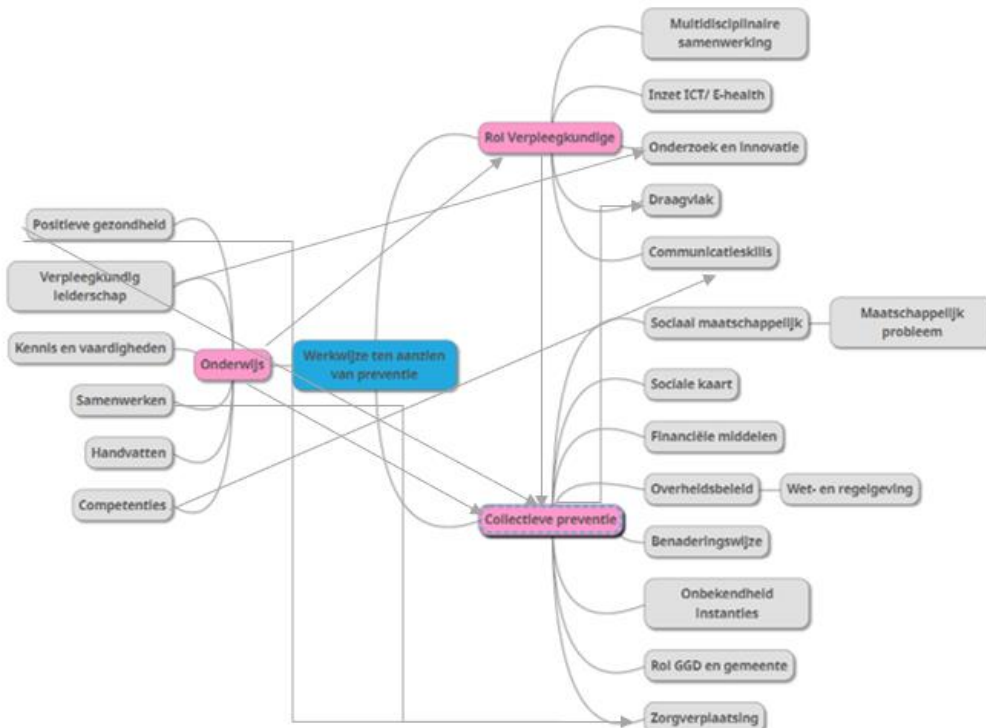 Multidisciplinaire
samenwerking
Inzet ICT/ E-health
Rol Verpleegkundige
Onderzoek en innovatie
Draagvlak
Communicatieskills
Positieve gezondheid
Verpleegkundig
leiderschap
Kennis en vaardigheden
Onderwijs
Samenwerken
Handvatten
Competenties
Werkwijze ten aanzien
van preventie
Sociaal maatschappelijk
Maatschappelijk
probleem
Sociale kaart
Financiële middelen
Overheidsbeleid
Wet- en regelgeving
Collectieve preventie
Benaderingswijze
Onbekendheid
instanties
Rol GGD en gemeente
Zorgverplaatsing